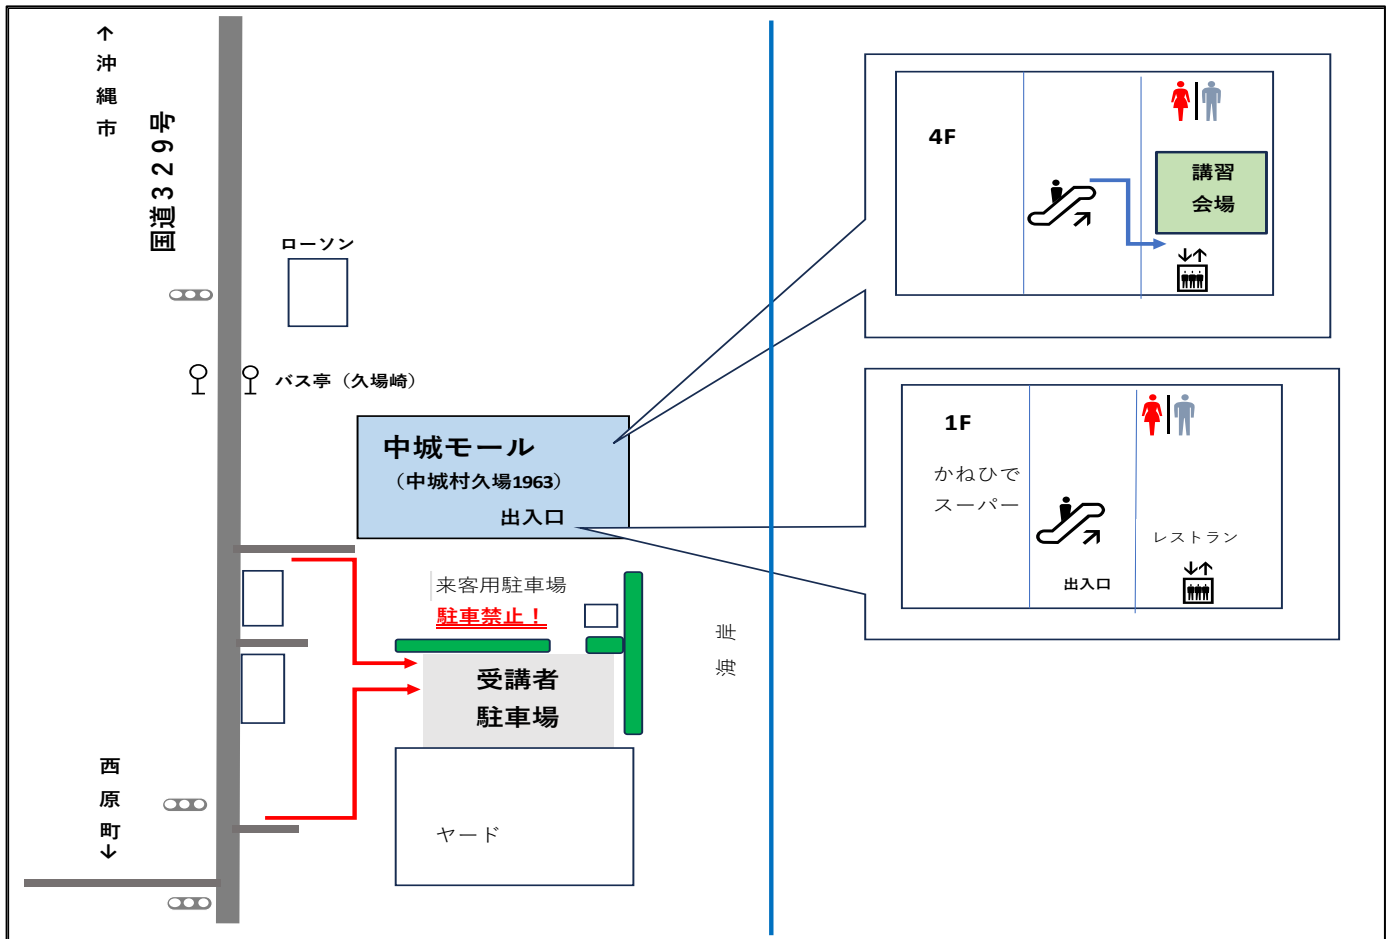 ↑沖縄市
国道329号
ローソン
バス亭（久場崎）
中城モール
（中城村久場1963）
出入口
来客用駐車場
駐車禁止！
受講者
駐車場
ヤード
西原町↓
海岸
4F
講習
会場
↓↑
1F
かねひで
スーパー
レストラン
出入口
↓↑